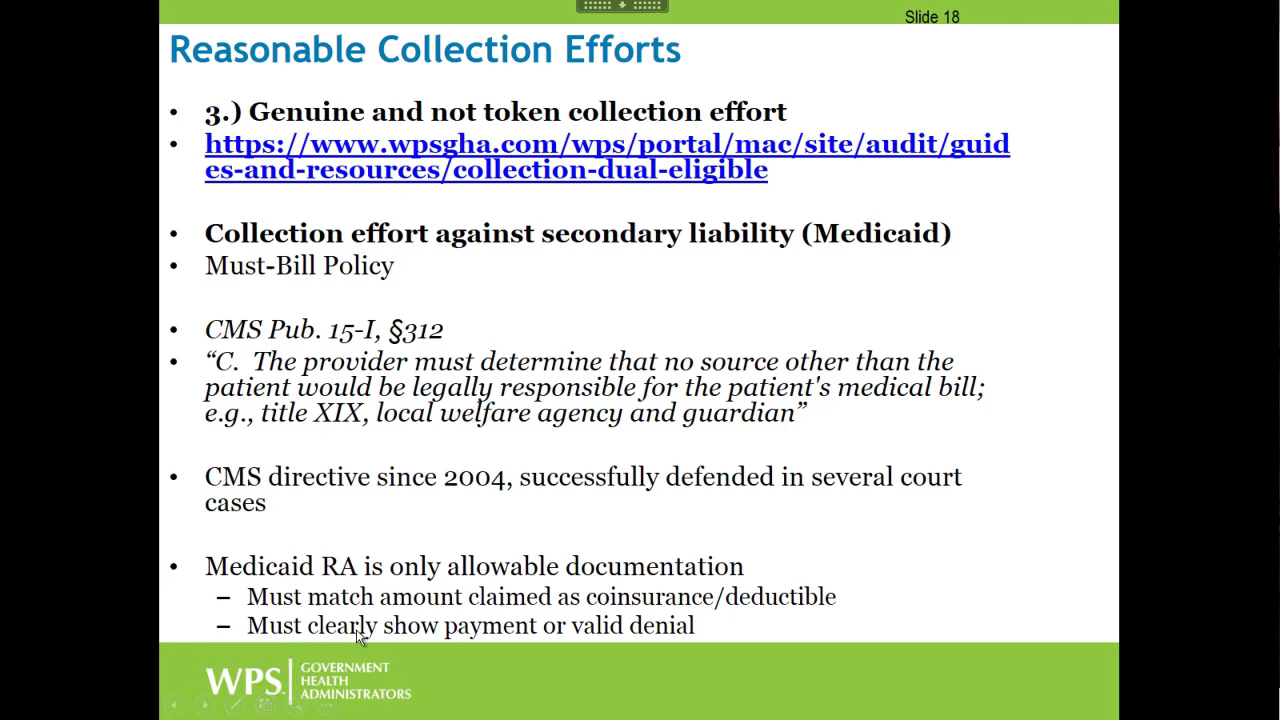 Slide 18
Reasonable Collection Efforts
• 3.) Genuine and not token collection effort
• https://www.wpsgha.com/wps/portal/mac/site/audit/guid
es-and-resources/collection-dual-eligible
• Collection effort against secondary liability (Medicaid)
• Must-Bill Policy
• CMS Pub. 15-I, §312
• “C. The provider must determine that no source other than the
patient would be legally responsible for the patient's medical bill;
e.g., title XIX, local welfare agency and guardian”
• CMS directive since 2004, successfully defended in several court
cases
• Medicaid RA is only allowable documentation
– Must match amount claimed as coinsurance/deductible
– Must clearly show payment or valid denial
WPS
GOVERNMENT
HEALTH
ADMINISTRATORS